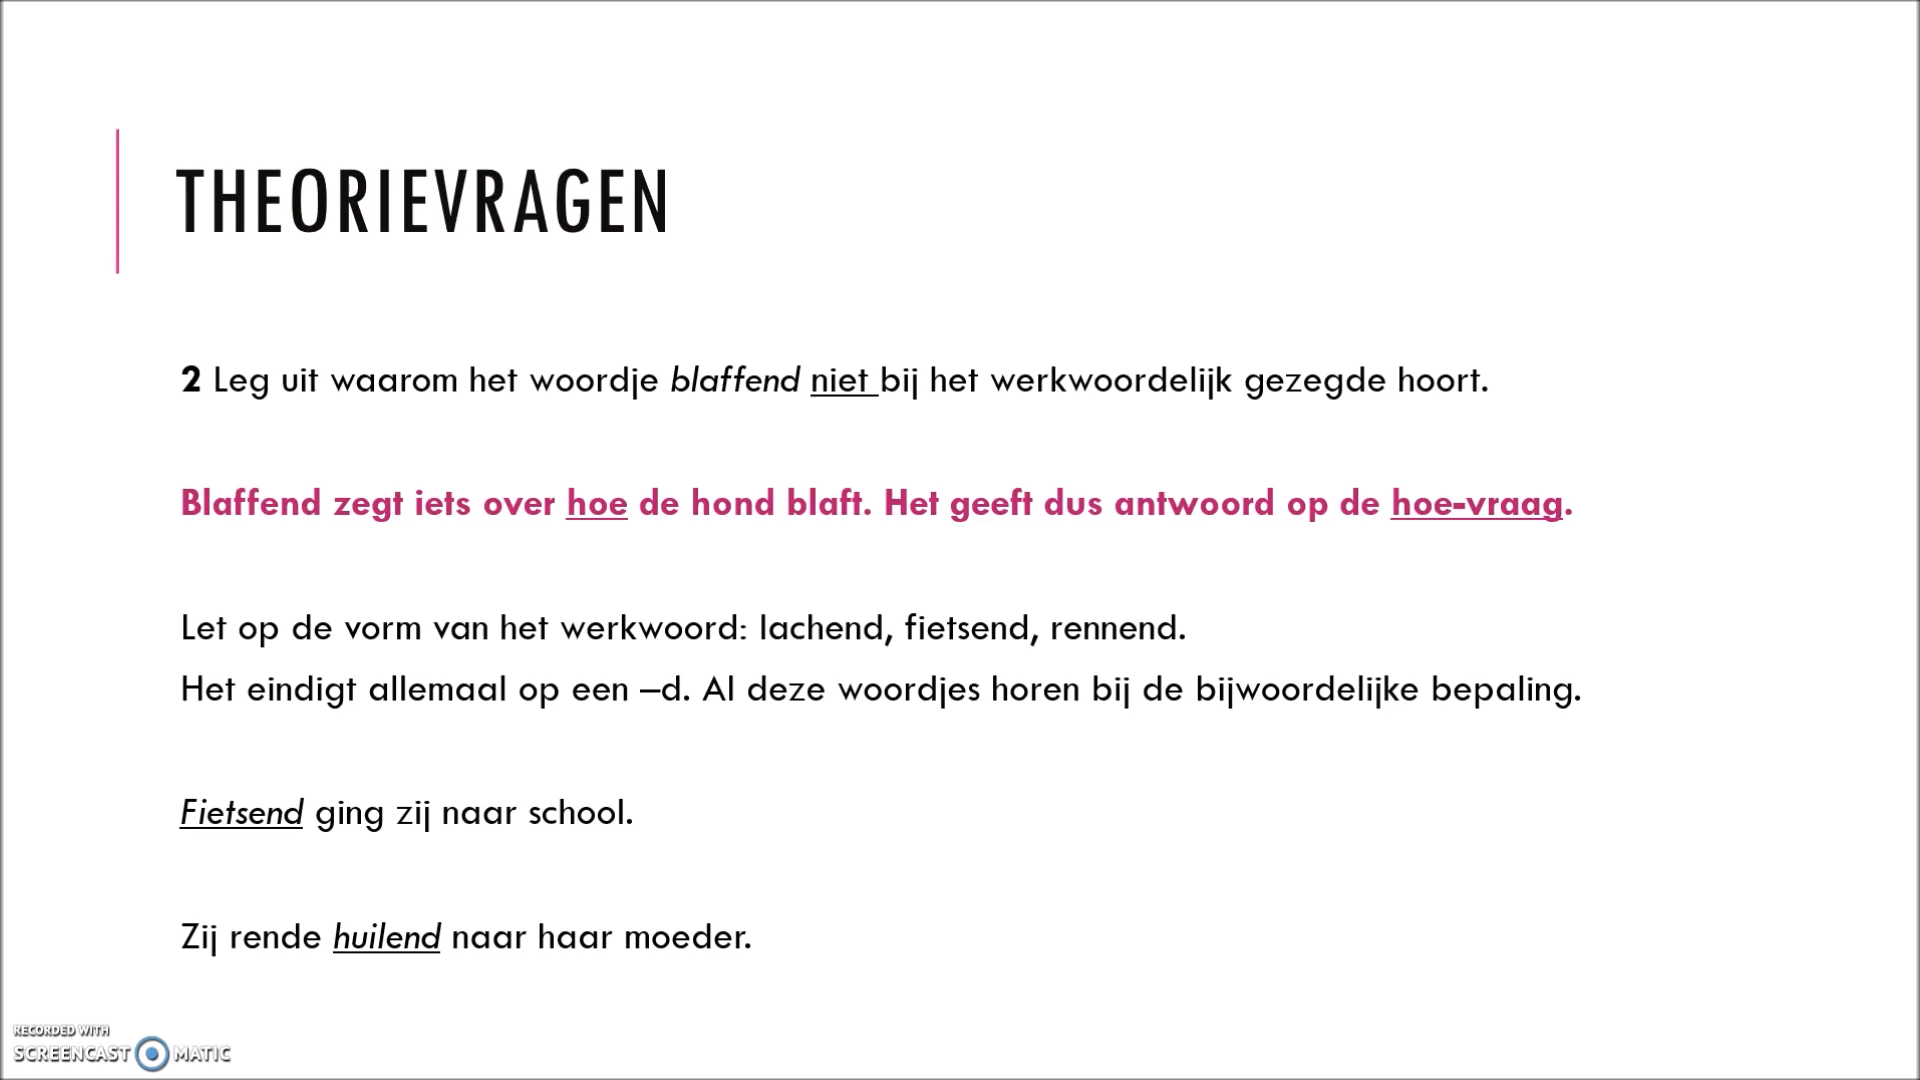 THEORIEVRAGEN
2 Leg uit waarom het woordje blaffend niet bij het werkwoordelijk gezegde hoort.
Blaffend zegt iets over hoe de hond blaft. Het geeft dus antwoord op de hoe-vraag.
Let op de vorm van het werkwoord: lachend, fietsend, rennend.
Het eindigt allemaal op een –d. Al deze woordjes horen bij de bijwoordelijke bepaling.
Fietsend ging zij naar school.
Zij rende huilend naar haar moeder.
RECORDED WITH
SCREENCAST MATIC